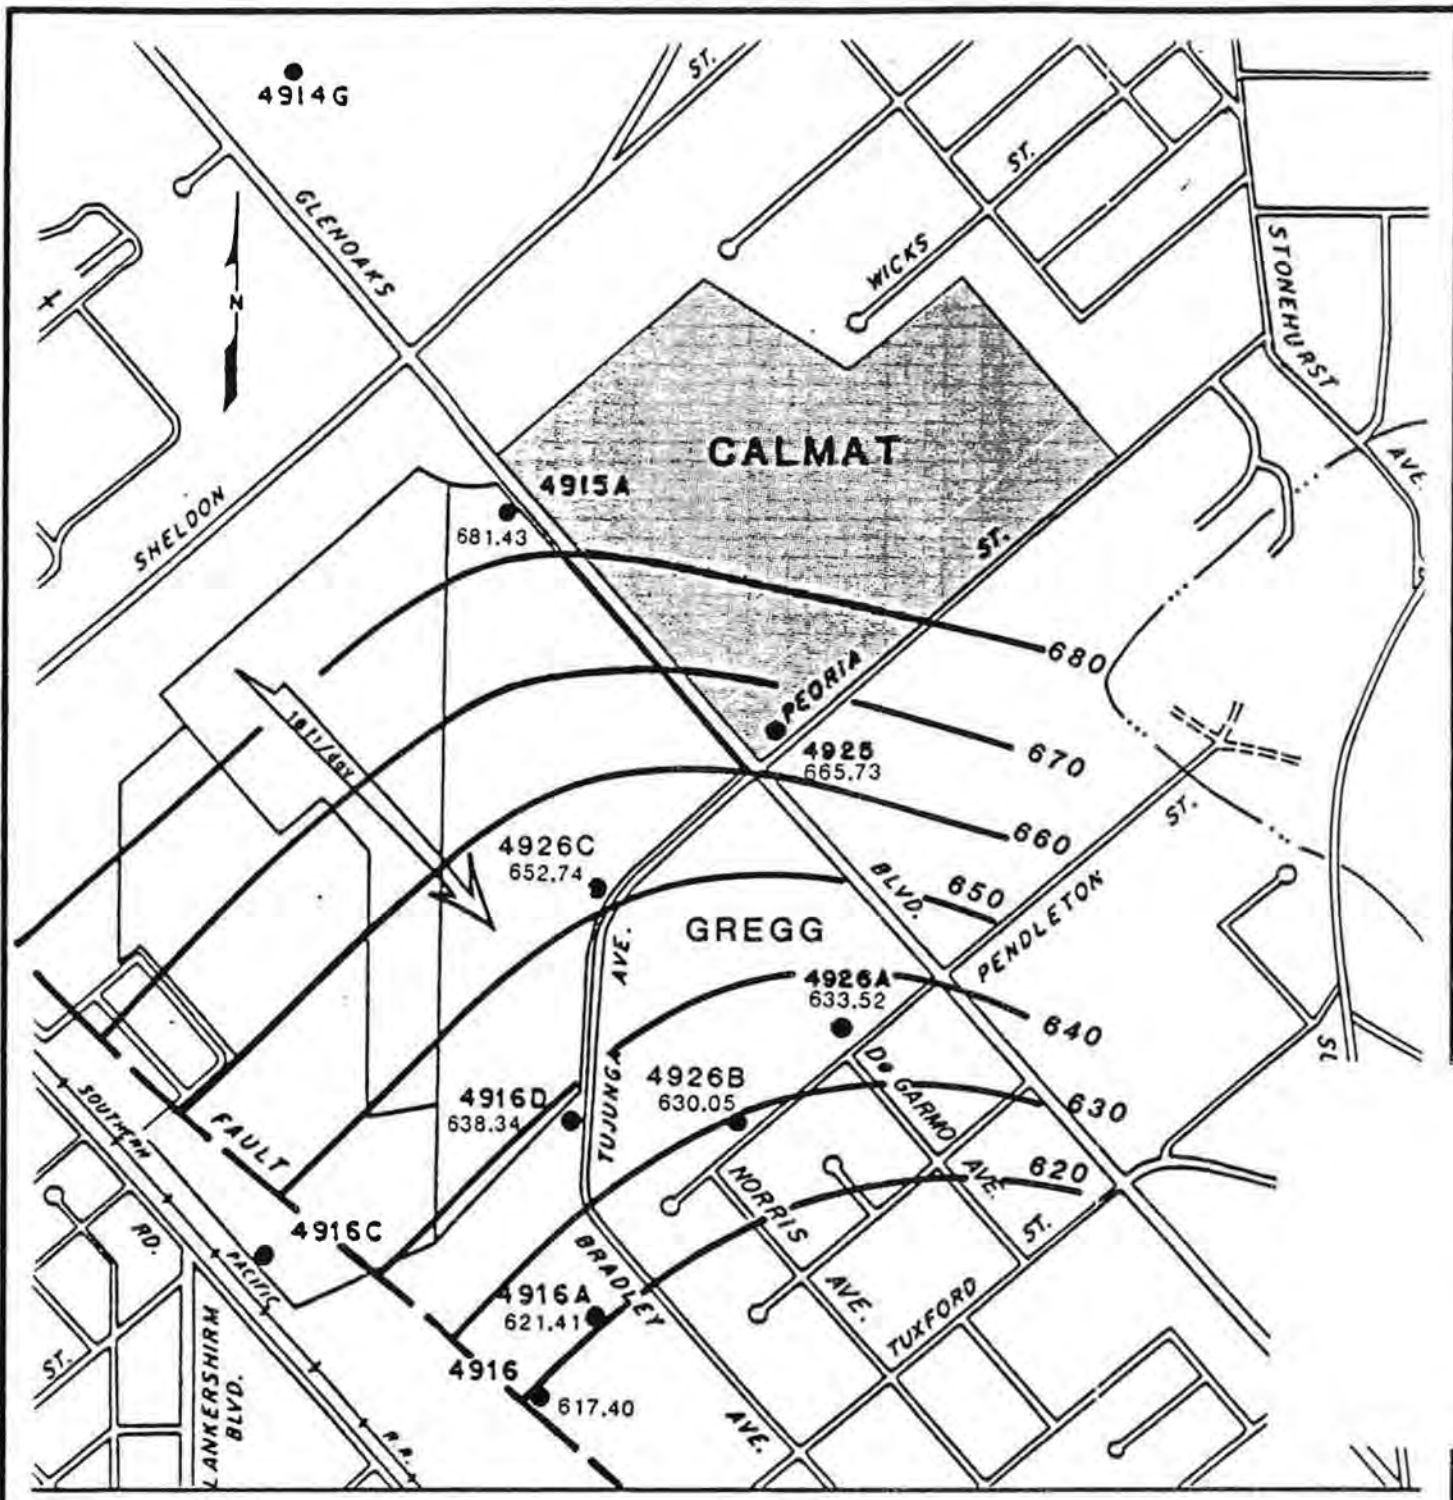 4914G
ST.
GLENOAKS
N
ST.
WICKS
STONEHURST
AVE.
SHELDON
CALMAT
4915A
681.43
ST.
PEORIA
680
4925
665.73
670
660
ST.
4926C
652.74
BLVD.
650
PENDLETON
GREGG
AVE.
4926A
633.52
640
SL
TUJUNGA
De GARMO
AVE.
4926B
630.05
630
4916D
638.34
620
SOUTHERN
PACIFIC
R.R.
FAULT
NORRIS
AVE.
ST.
TUXFORD
4916C
RD.
BRADLEY
AVE.
4916A
621.41
LANKERSHIRM
BLVD.
ST.
4916
617.40